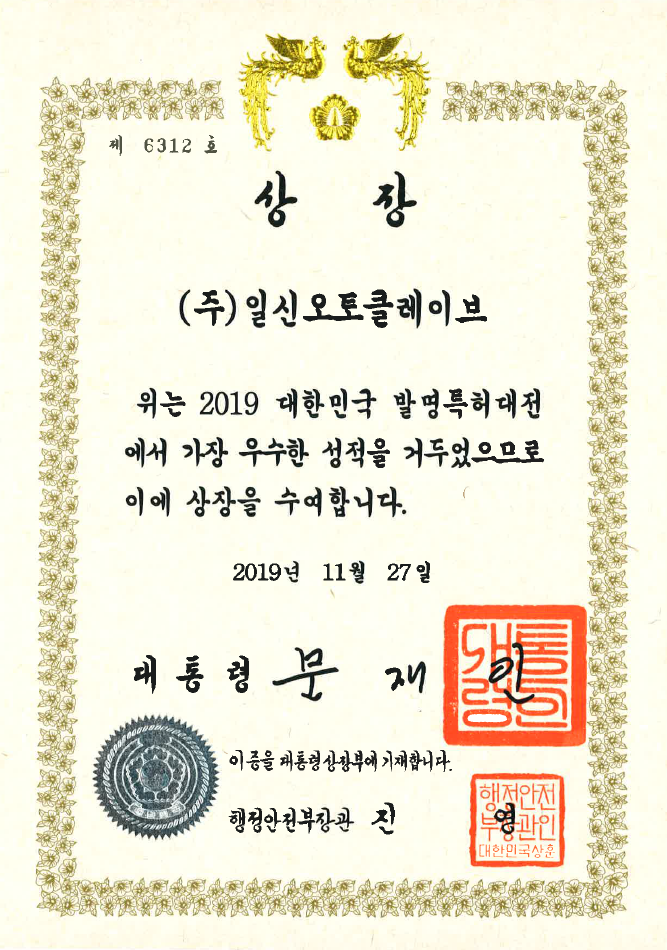 제 6312 호
상 장
(주)일신오토클레이브
위는 2019 대한민국 발명특허대전
에서 가장 우수한 성적을 거두었으므로
이에 상장을 수여합니다.
2019년 11월 27일
대통령 문재인
대통령의인
이 증을 대통령상장부에 기재합니다.
행정안전부장관 진영
행정안전
부장관인
대한민국상훈